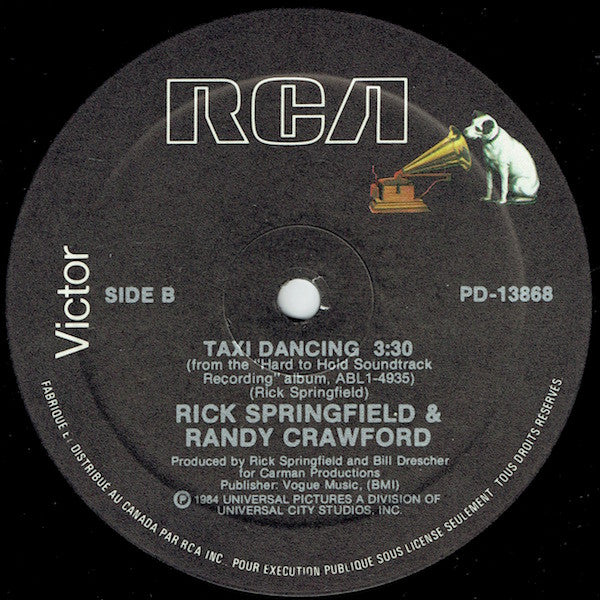 RCA
Victor
SIDE B
PD-13868
TAXI DANCING 3:30
(from the "Hard to Hold Soundtrack
Recording" album, ABL1-4935)
(Rick Springfield)
RICK SPRINGFIELD &
RANDY CRAWFORD
Produced by Rick Springfield and Bill Drescher
for Carman Productions
Publisher: Vogue Music, (BMI)
Ⓟ 1984 UNIVERSAL PICTURES A DIVISION OF
UNIVERSAL CITY STUDIOS, INC.
FABRIQUE E. DISTRIBUE AU CANADA PAR RCA INC. POUR EXECUTION PUBLIQUE SOUS LICENSE SEULEMENT TOUS DROITS RESERVES